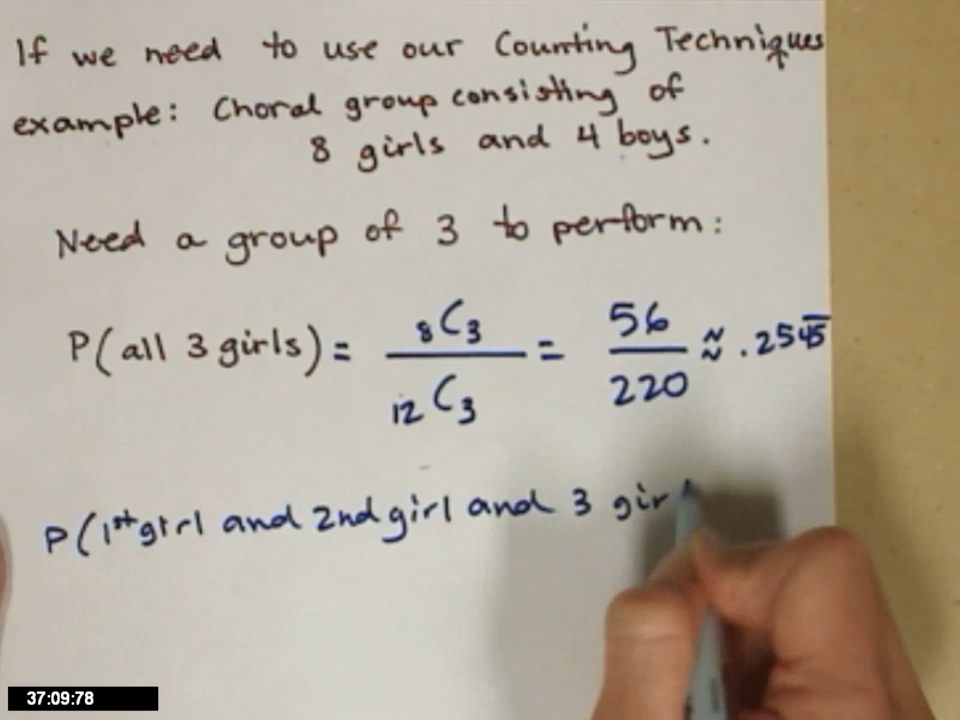 If we need to use our Counting Techniques
example: Choral group consisting of
8 girls and 4 boys.
Need a group of 3 to perform:
P(all 3 girls) = 8C3 / 12C3 = 56 / 220 ≈ .2545
P(1st girl and 2nd girl and 3 girl
37:09:78